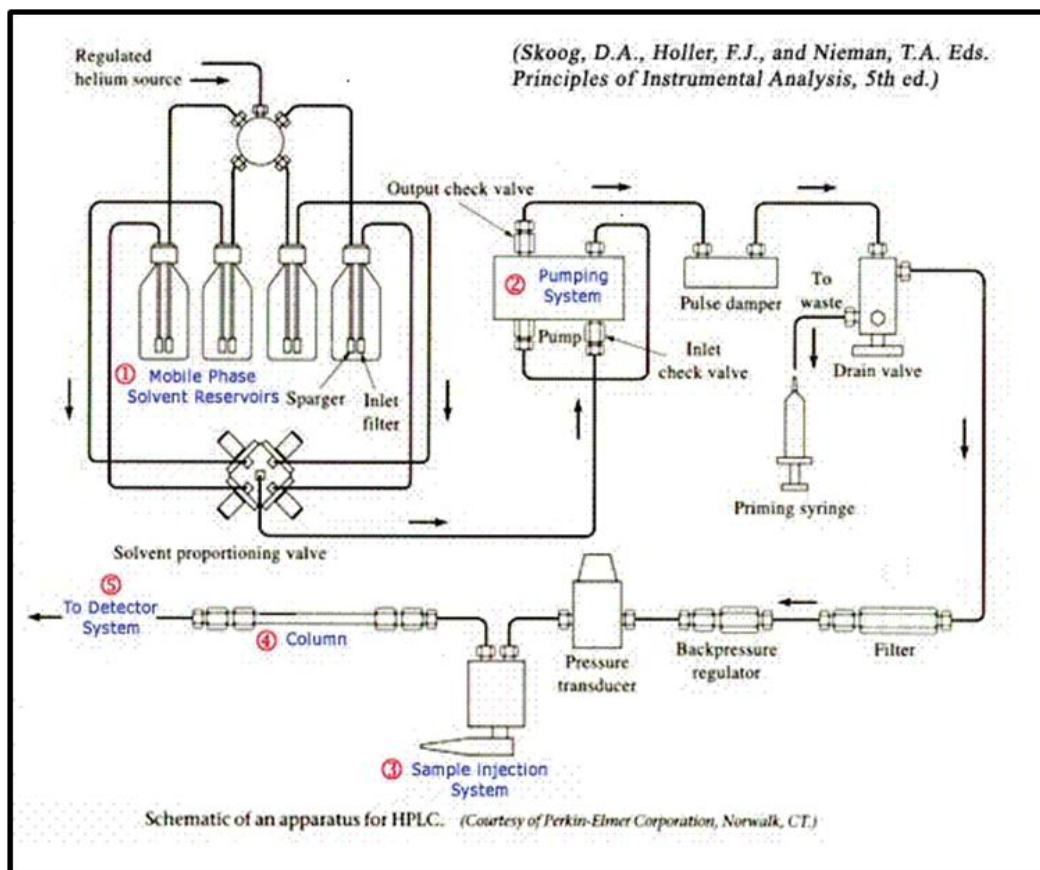 Regulated
helium source
(Skoog, D.A., Holler, F.J., and Nieman, T.A. Eds.
Principles of Instrumental Analysis, 5th ed.)
Output check valve
② Pumping
System
Pump
Inlet
check valve
Pulse damper
To
waste
Drain valve
Priming syringe
① Mobile Phase
Solvent Reservoirs
Sparger
Inlet
filter
Solvent proportioning valve
⑤
To Detector
System
④ Column
Pressure
transducer
Backpressure
regulator
Filter
③ Sample Injection
System
Schematic of an apparatus for HPLC. (Courtesy of Perkin-Elmer Corporation, Norwalk, CT.)